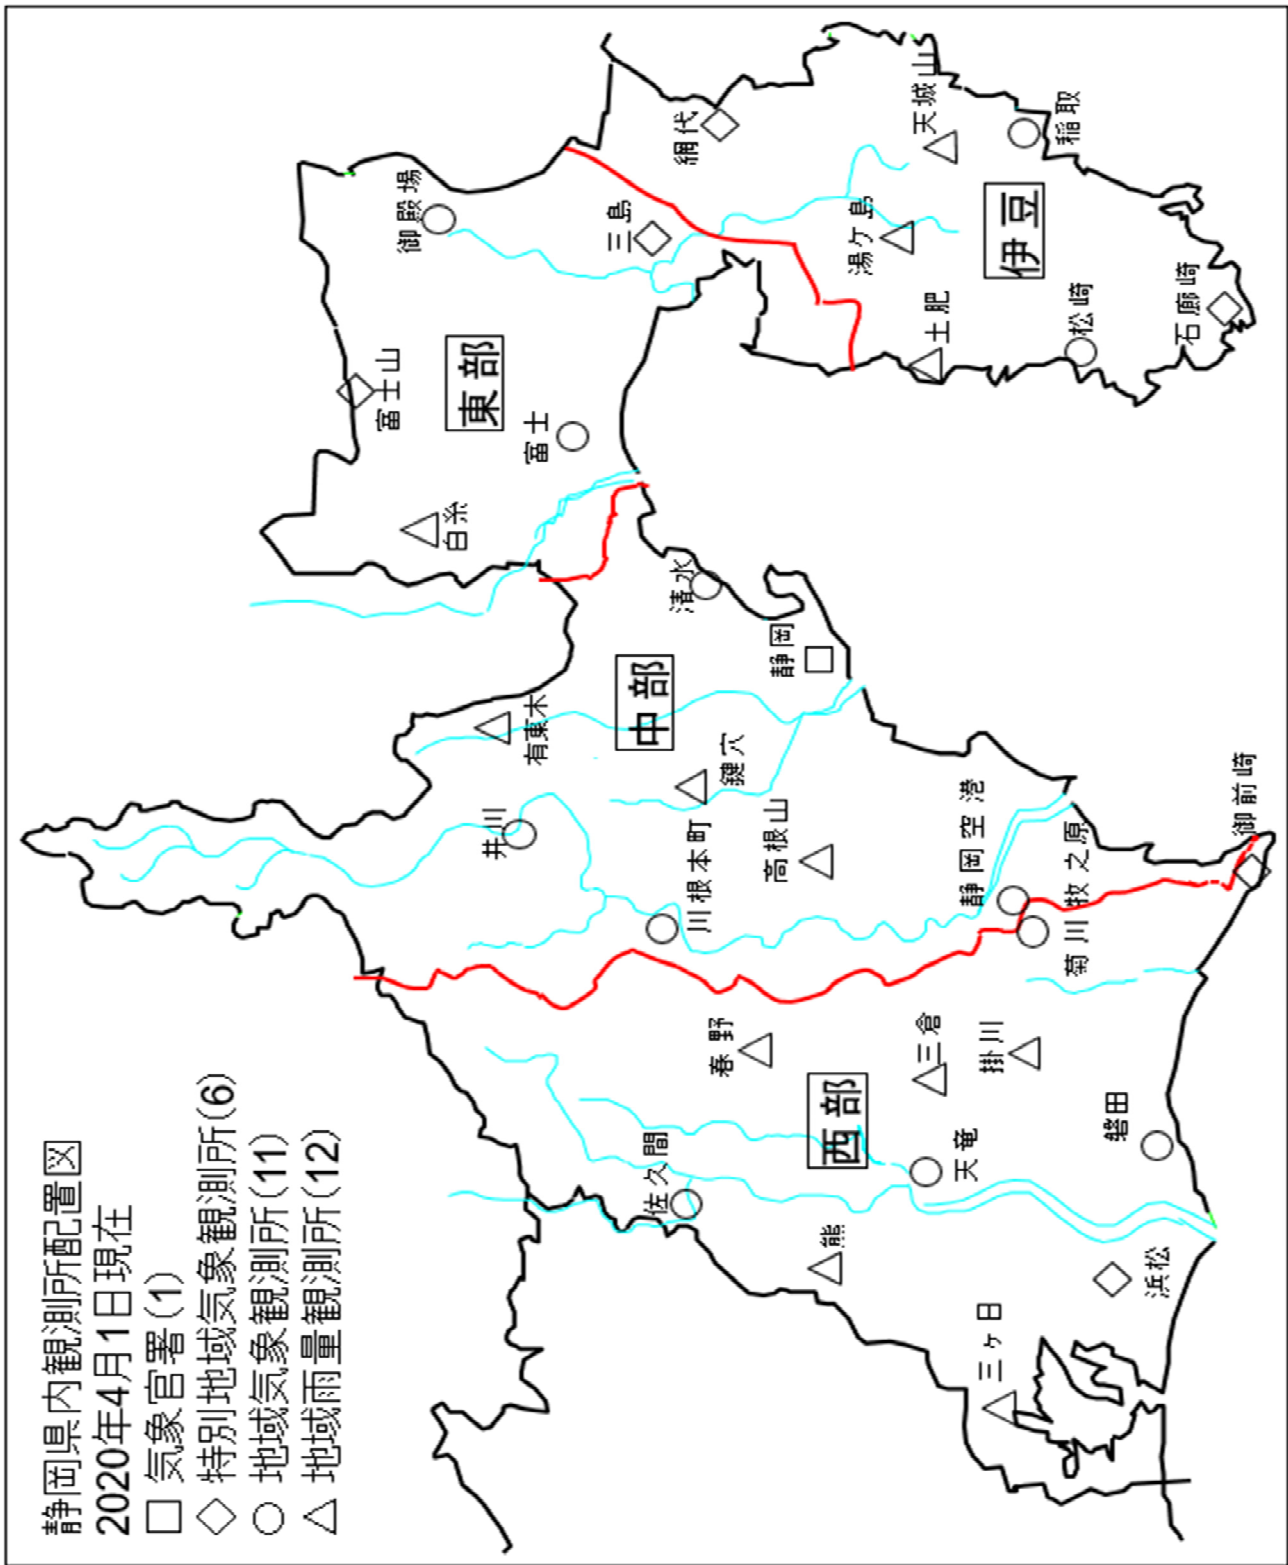 静岡県内観測所配置図
2020年4月1日現在
□ 気象官署(1)
◇ 特別地域気象観測所(6)
○ 地域気象観測所(11)
△ 地域雨量観測所(12)
井川
有東木
白糸
富士山
御殿場
東部
富士
三島
網代
中部
清水
静岡
鍵穴
川根本町
高根山
佐久間
春野
熊
西部
三倉
天竜
掛川
菊川
牧之原
静岡空港
御前崎
三ヶ日
浜松
磐田
湯ケ島
天城山
土肥
伊豆
稲取
松崎
石廊崎